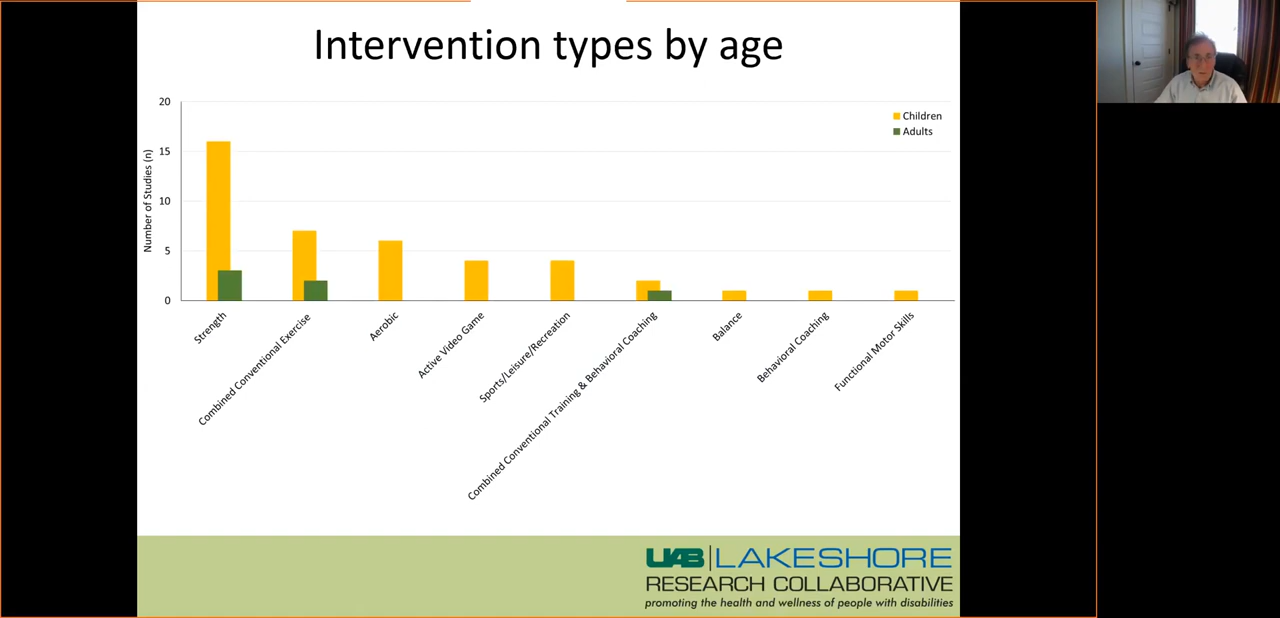 Intervention types by age
20
15
10
5
0
Number of Studies (n)
Children
Adults
Strength
Combined Conventional Exercise
Aerobic
Active Video Game
Sports/Leisure/Recreation
Combined Conventional Training & Behavioral Coaching
Balance
Behavioral Coaching
Functional Motor Skills
UAB LAKESHORE
RESEARCH COLLABORATIVE
promoting the health and wellness of people with disabilities